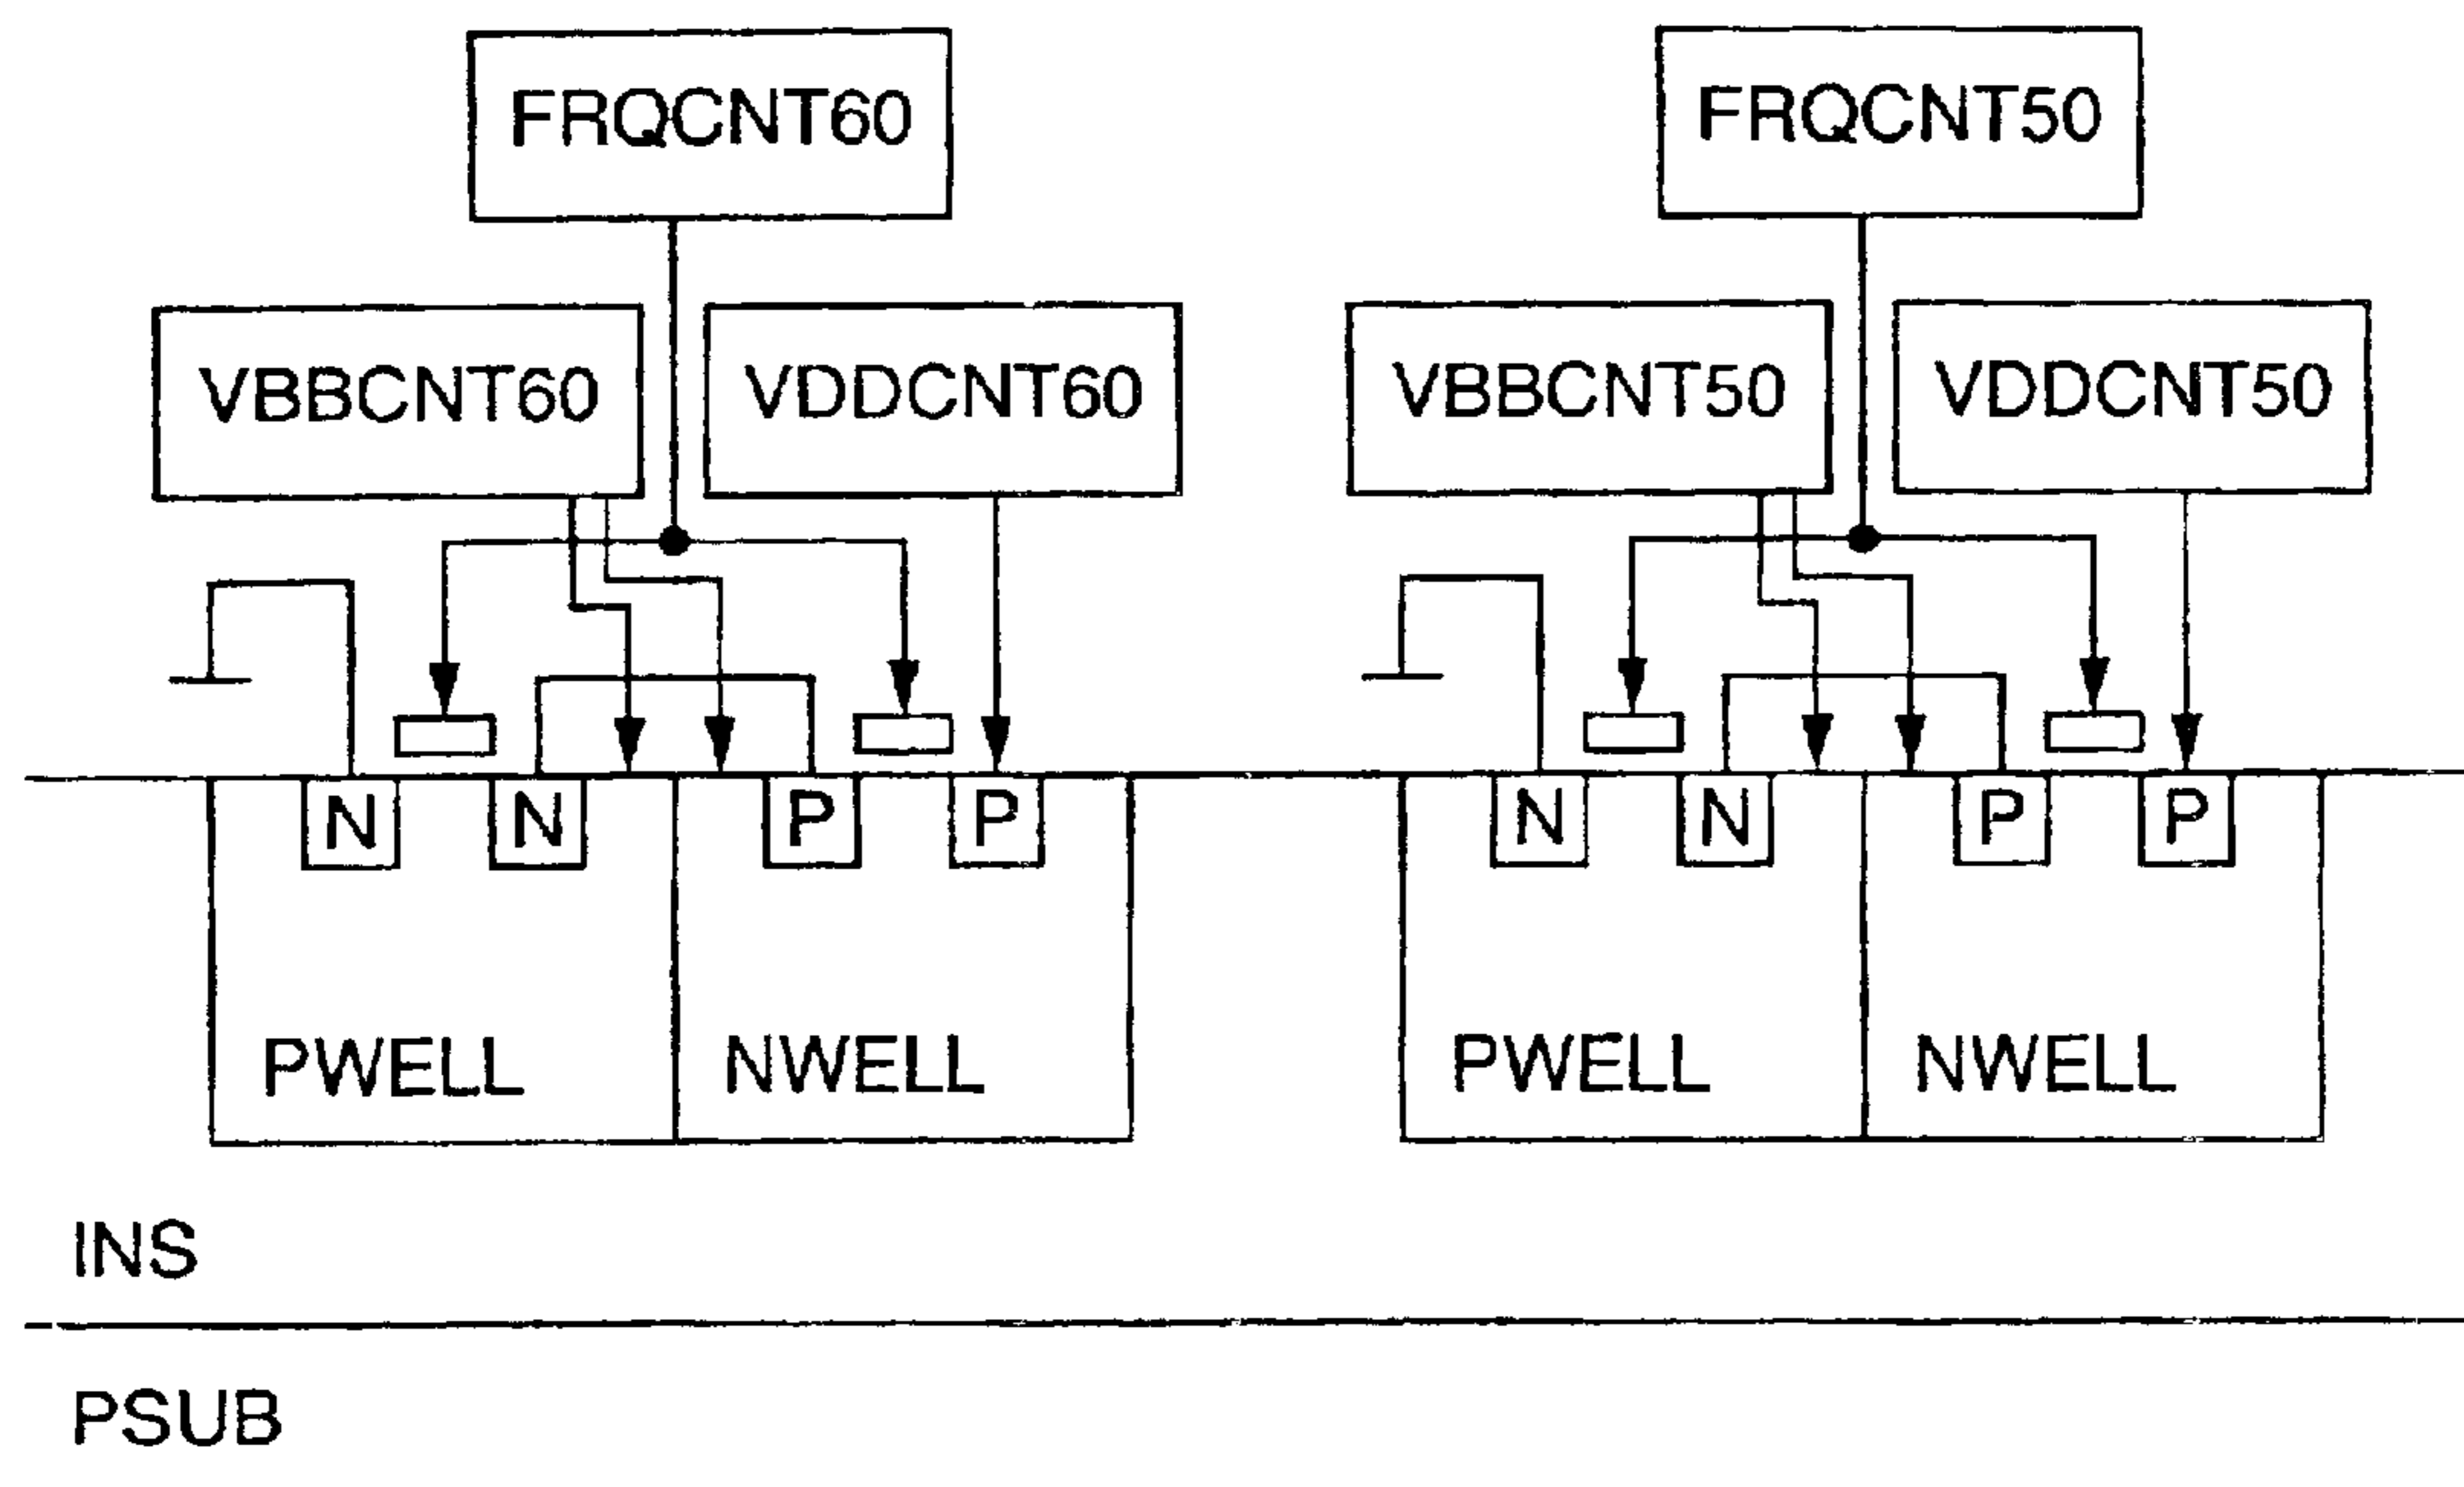 FRQCNT60 FRQCNT50
VBBCNT60 VDDCNT60 VBBCNT50 VDDCNT50
N N P P N N P P
PWELL NWELL PWELL NWELL
INS
PSUB